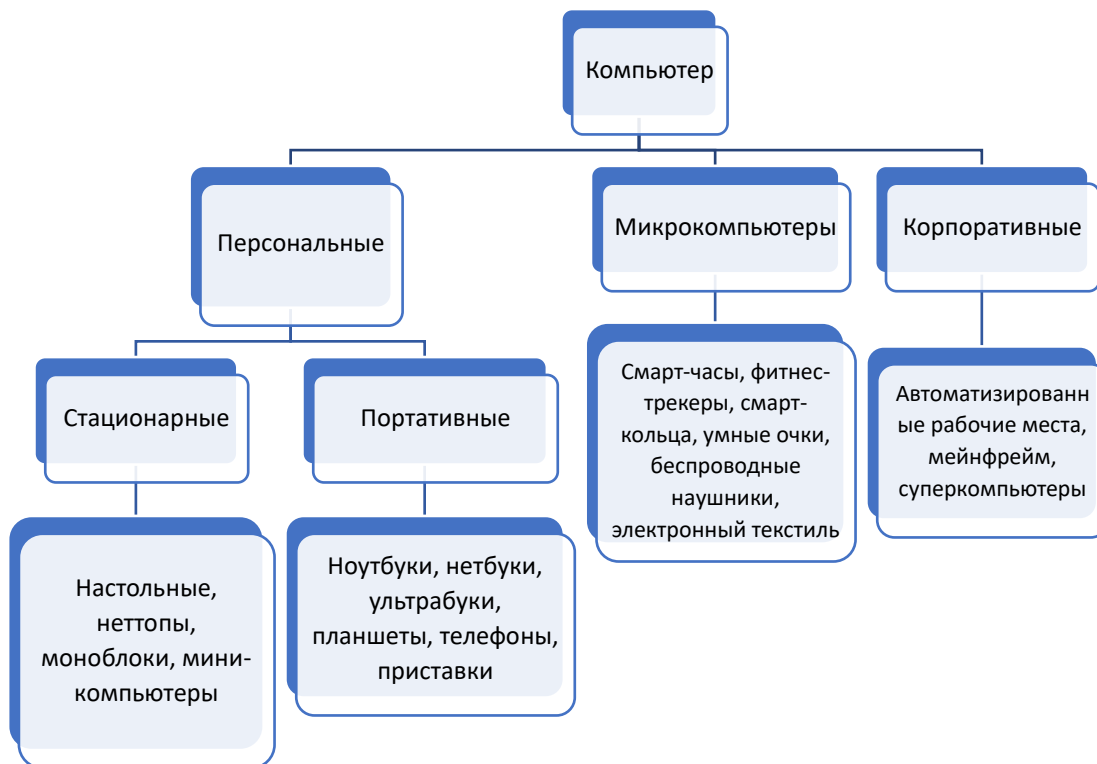 Компьютер
Персональные
Микрокомпьютеры
Корпоративные
Стационарные
Портативные
Смарт-часы, фитнес-
трекеры, смарт-
кольца, умные очки,
беспроводные
наушники,
электронный текстиль
Автоматизированн
ые рабочие места,
мейнфрейм,
суперкомпьютеры
Настольные,
неттопы,
моноблоки, мини-
компьютеры
Ноутбуки, нетбуки,
ультрабуки,
планшеты, телефоны,
приставки